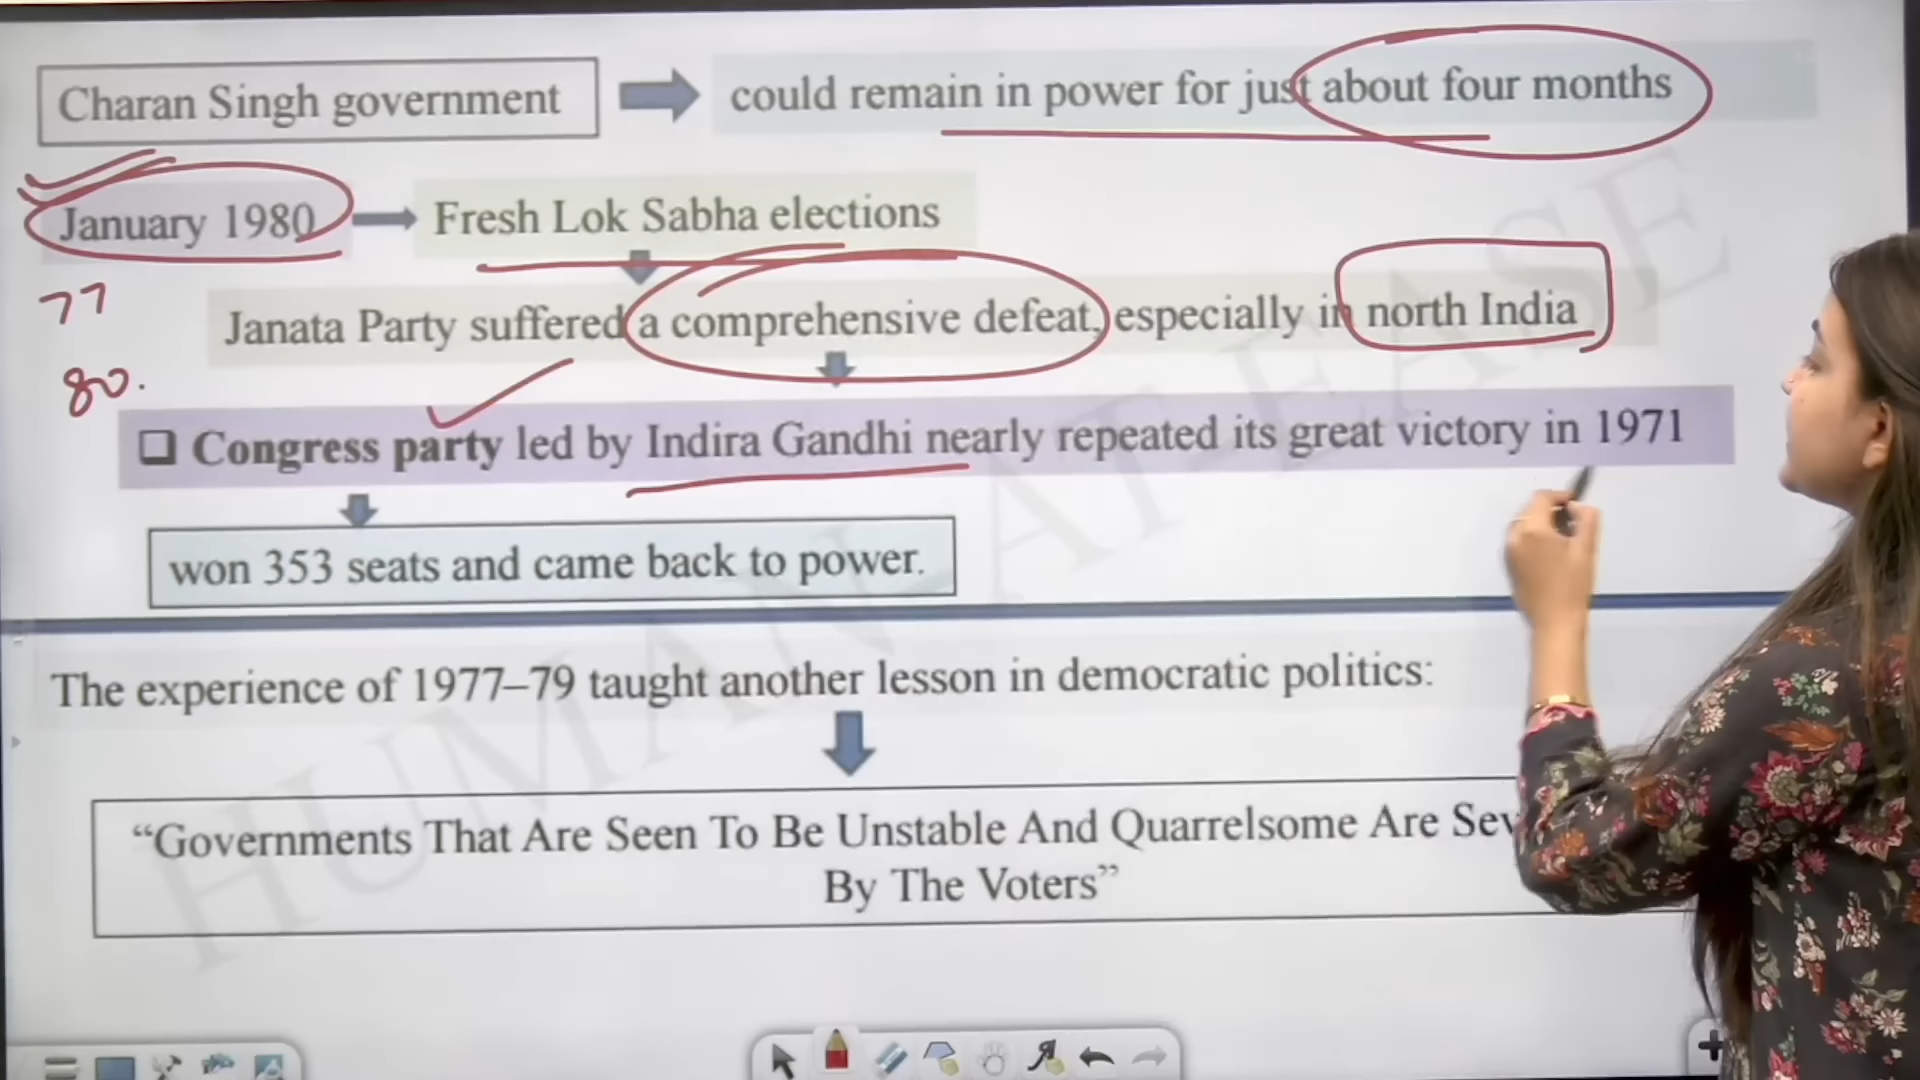 Charan Singh government
could remain in power for just about four months
January 1980
Fresh Lok Sabha elections
77
Janata Party suffered a comprehensive defeat, especially in north India
80.
❑ Congress party led by Indira Gandhi nearly repeated its great victory in 1971
won 353 seats and came back to power.
The experience of 1977–79 taught another lesson in democratic politics:
“Governments That Are Seen To Be Unstable And Quarrelsome Are
By The Voters”
HUMAN-AT-EASE